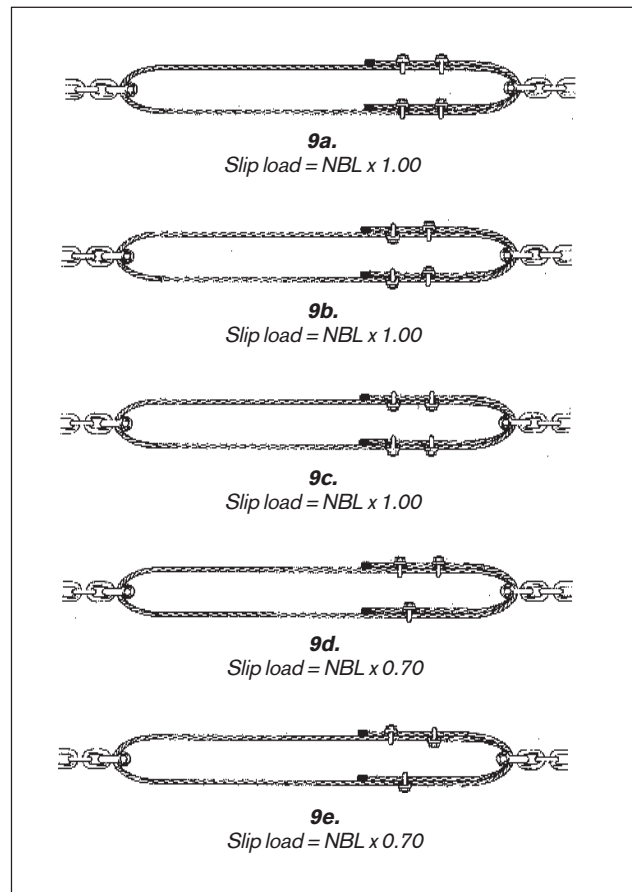 9a.
Slip load = NBL x 1.00
9b.
Slip load = NBL x 1.00
9c.
Slip load = NBL x 1.00
9d.
Slip load = NBL x 0.70
9e.
Slip load = NBL x 0.70